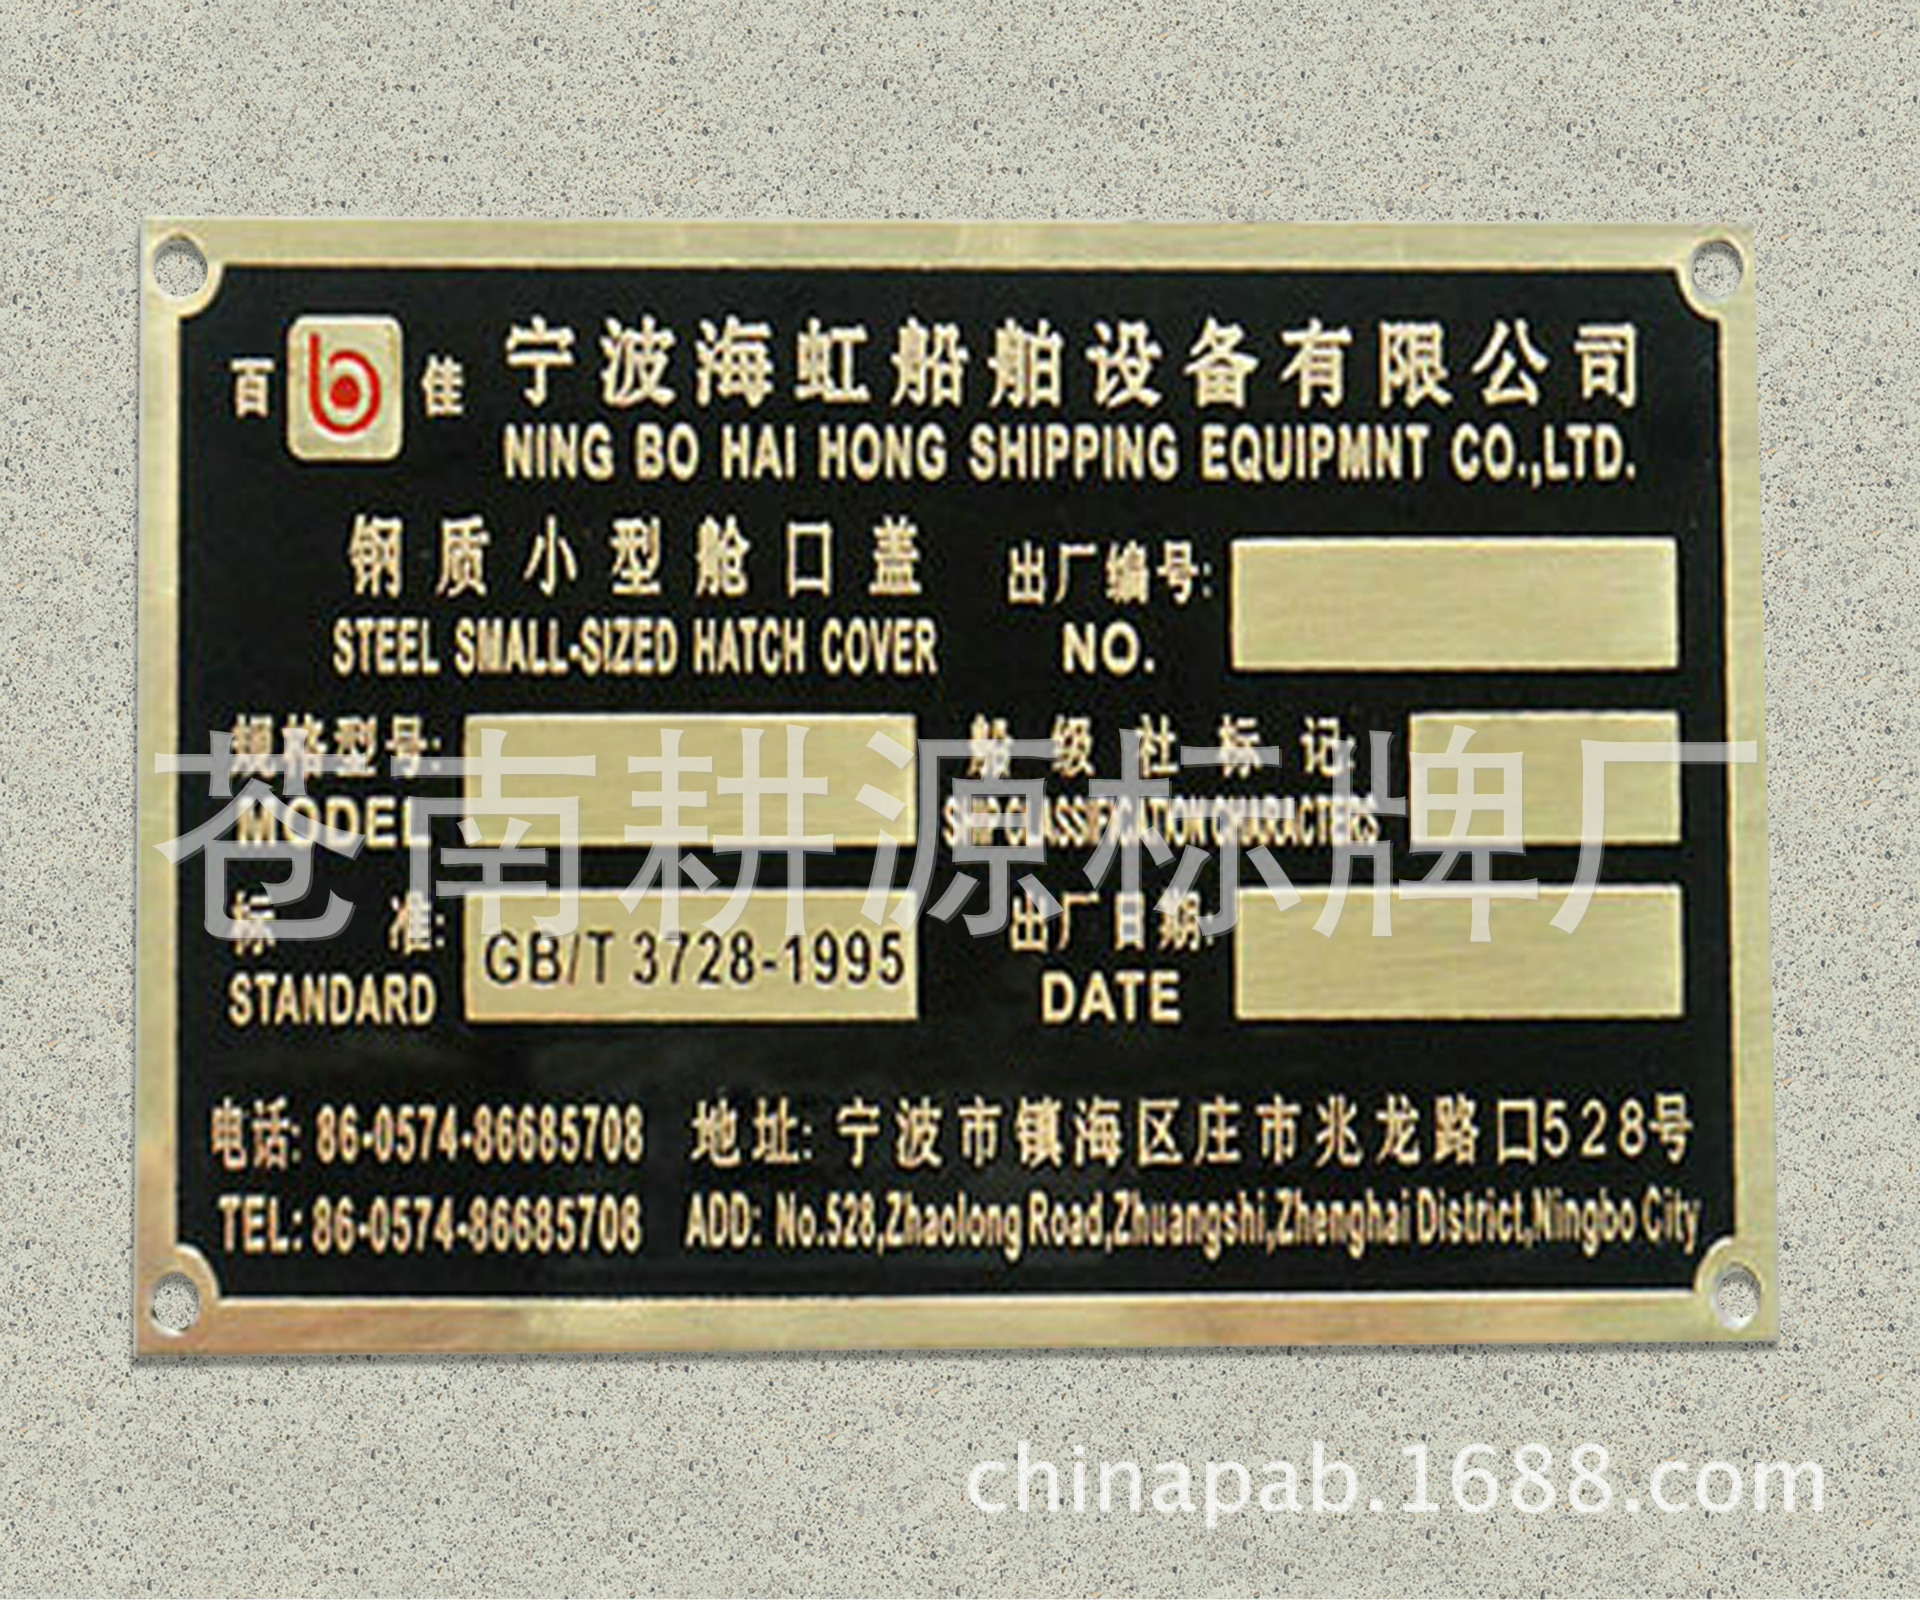 百 b 佳 宁波海虹船舶设备有限公司
NING BO HAI HONG SHIPPING EQUIPMNT CO.,LTD.
钢质小型舱口盖
STEEL SMALL-SIZED HATCH COVER
出厂编号:
NO.
规格型号:
MODEL
船级社标记:
SHIP CLASSIFICATION CHARACTERS
苍南耕源标牌厂
标 准:
STANDARD
GB/T 3728-1995
出厂日期:
DATE
电话: 86-0574-86685708
地址: 宁波市镇海区庄市兆龙路口528号
TEL: 86-0574-86685708
ADD: No.528,Zhaolong Road,Zhuangshi,Zhenghai District,Ningbo City
chinapab.1688.com